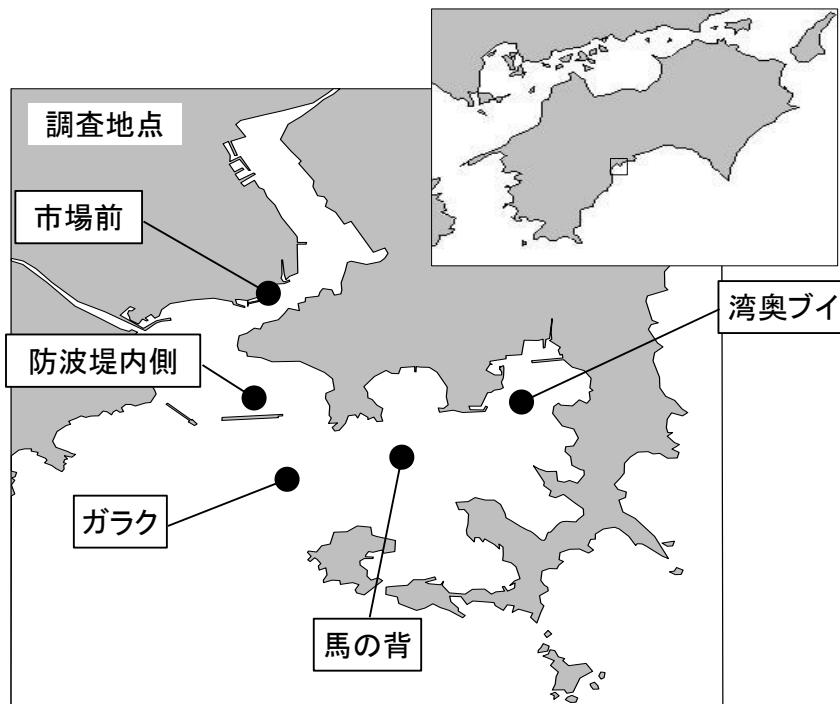 調査地点
市場前
湾奥ブイ
防波堤内側
ガラク
馬の背